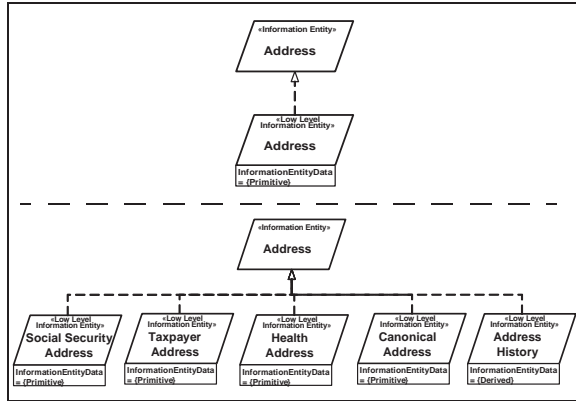 «Information Entity»
Address
«Low Level
Information Entity»
Address
InformationEntityData
= {Primitive}
«Information Entity»
Address
«Low Level
Information Entity»
Social Security
Address
InformationEntityData
= {Primitive}
«Low Level
Information Entity»
Taxpayer
Address
InformationEntityData
= {Primitive}
«Low Level
Information Entity»
Health
Address
InformationEntityData
= {Primitive}
«Low Level
Information Entity»
Canonical
Address
InformationEntityData
= {Primitive}
«Low Level
Information Entity»
Address
History
InformationEntityData
= {Derived}